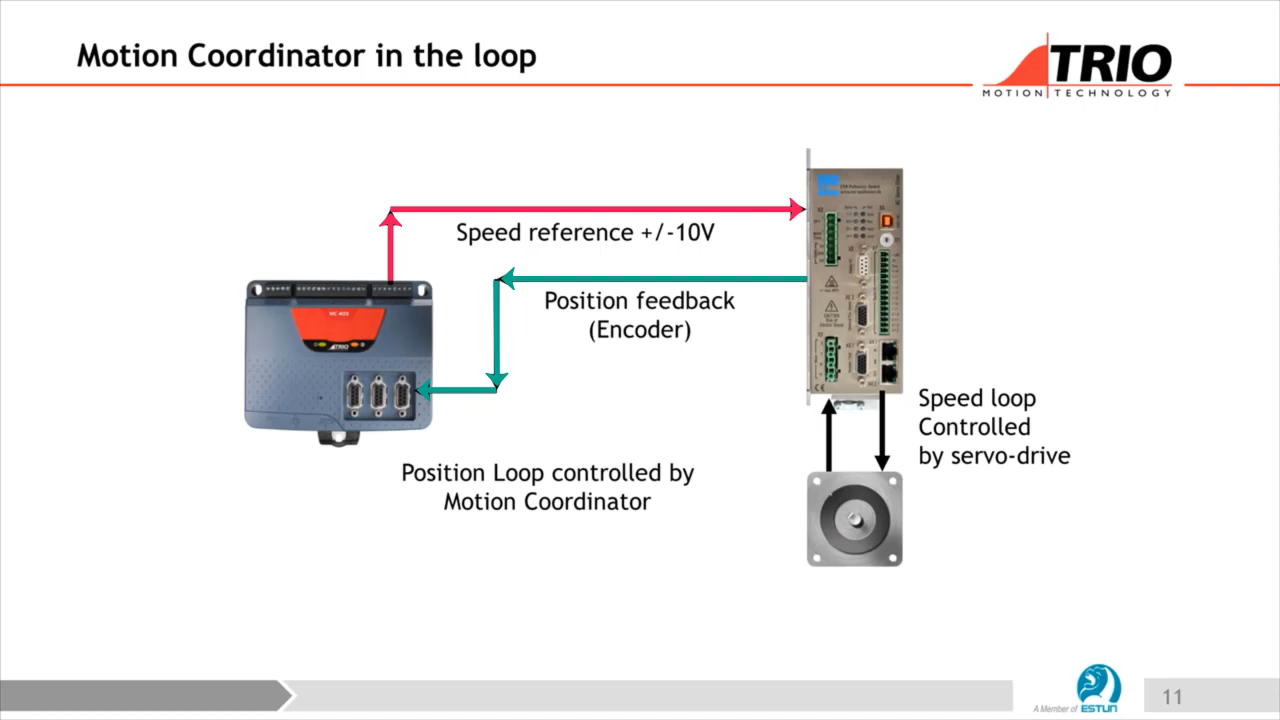 Motion Coordinator in the loop
TRIO
MOTION TECHNOLOGY
Speed reference +/-10V
Position feedback
(Encoder)
TRIO
Speed loop
Controlled
by servo-drive
Position Loop controlled by
Motion Coordinator
A Member of ESTUN
11